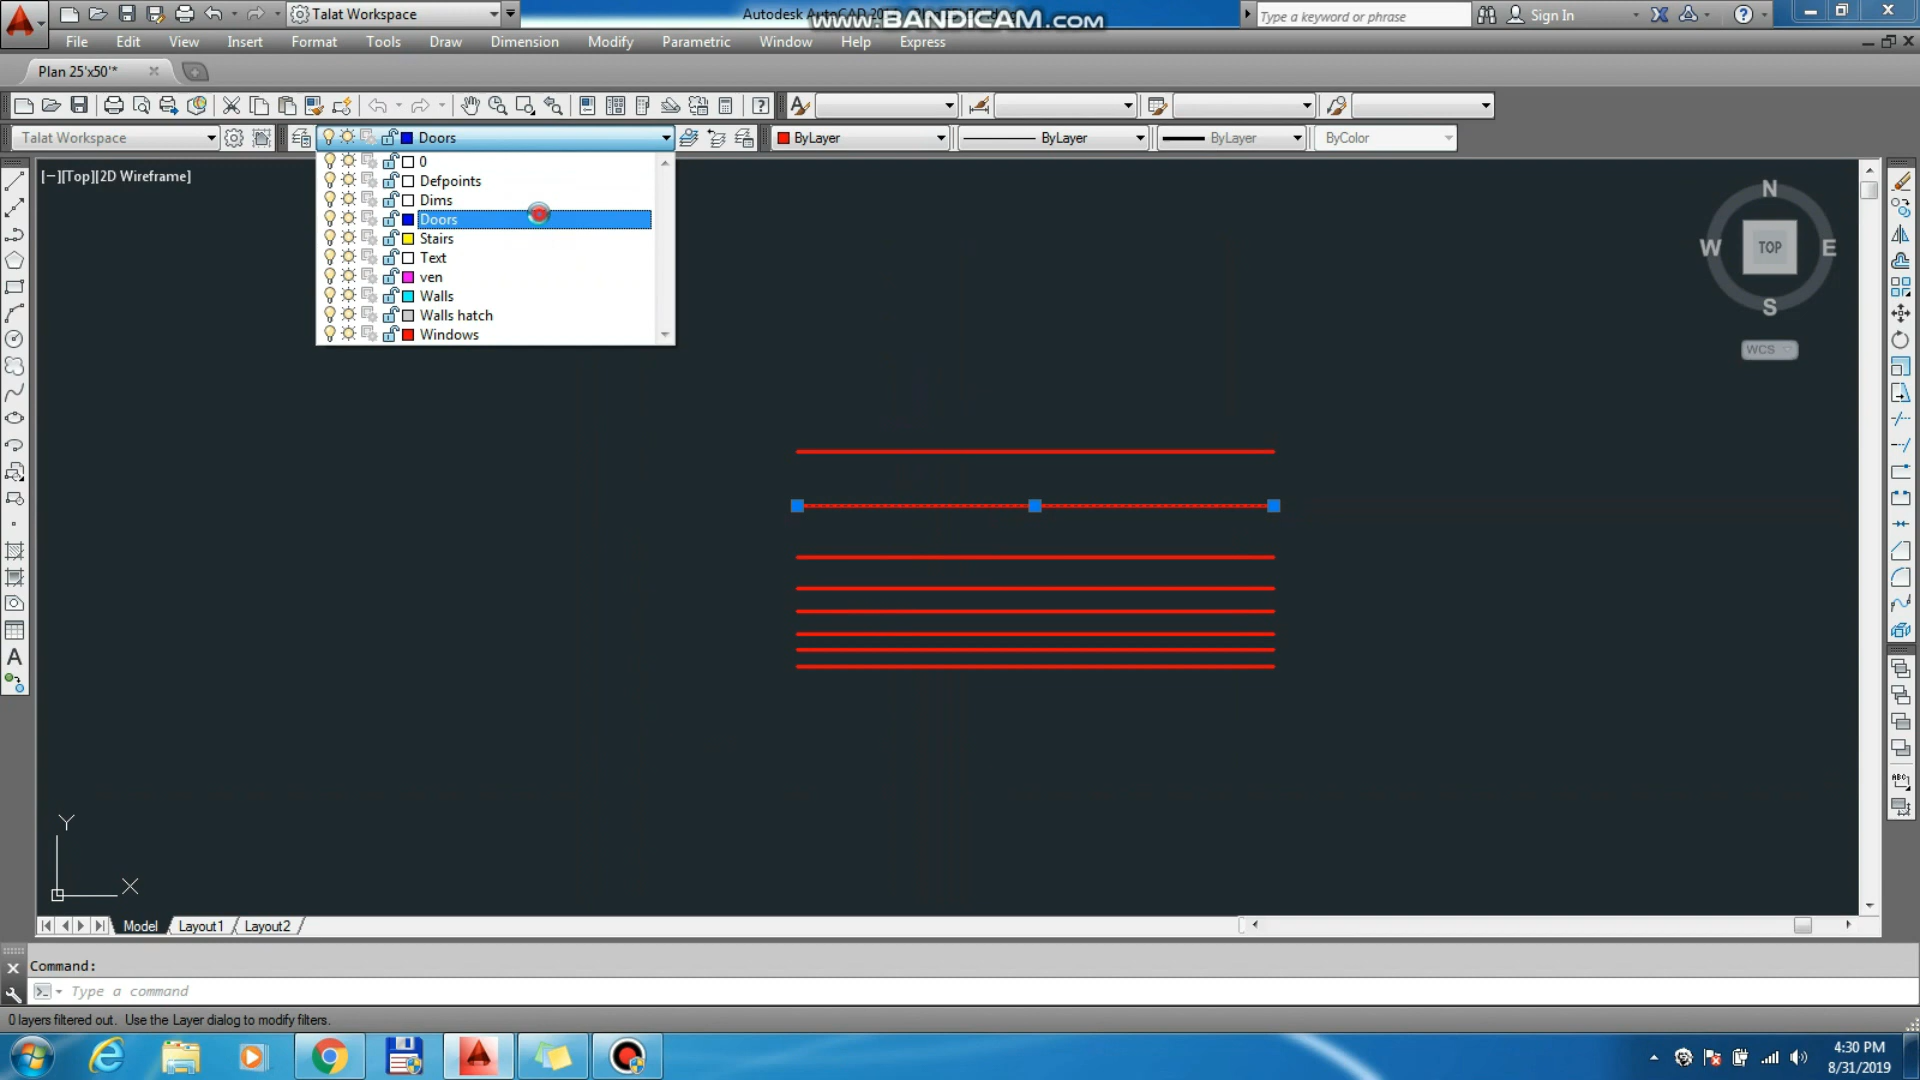 Talat Workspace
Autodesk AutoCAD 20
www.BANDICAM.com
Type a keyword or phrase
Sign In
File Edit View Insert Format Tools Draw Dimension Modify Parametric Window Help Express
Plan 25'x50'*
Talat Workspace
Doors
ByLayer
ByLayer
ByLayer
ByColor
0
Defpoints
Dims
Doors
Stairs
Text
ven
Walls
Walls hatch
Windows
[−][Top][2D Wireframe]
N
W
TOP
E
S
WCS
Y
X
A
ABC
Model Layout1 Layout2
Command:
Type a command
0 layers filtered out. Use the Layer dialog to modify filters.
4:30 PM
8/31/2019